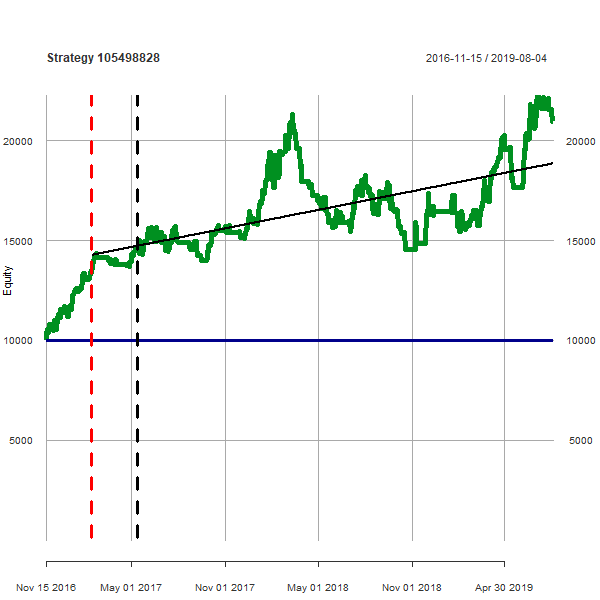 Strategy 105498828
2016-11-15 / 2019-08-04
20000
20000
15000
15000
Equity
10000
10000
5000
5000
Nov 15 2016
May 01 2017
Nov 01 2017
May 01 2018
Nov 01 2018
Apr 30 2019